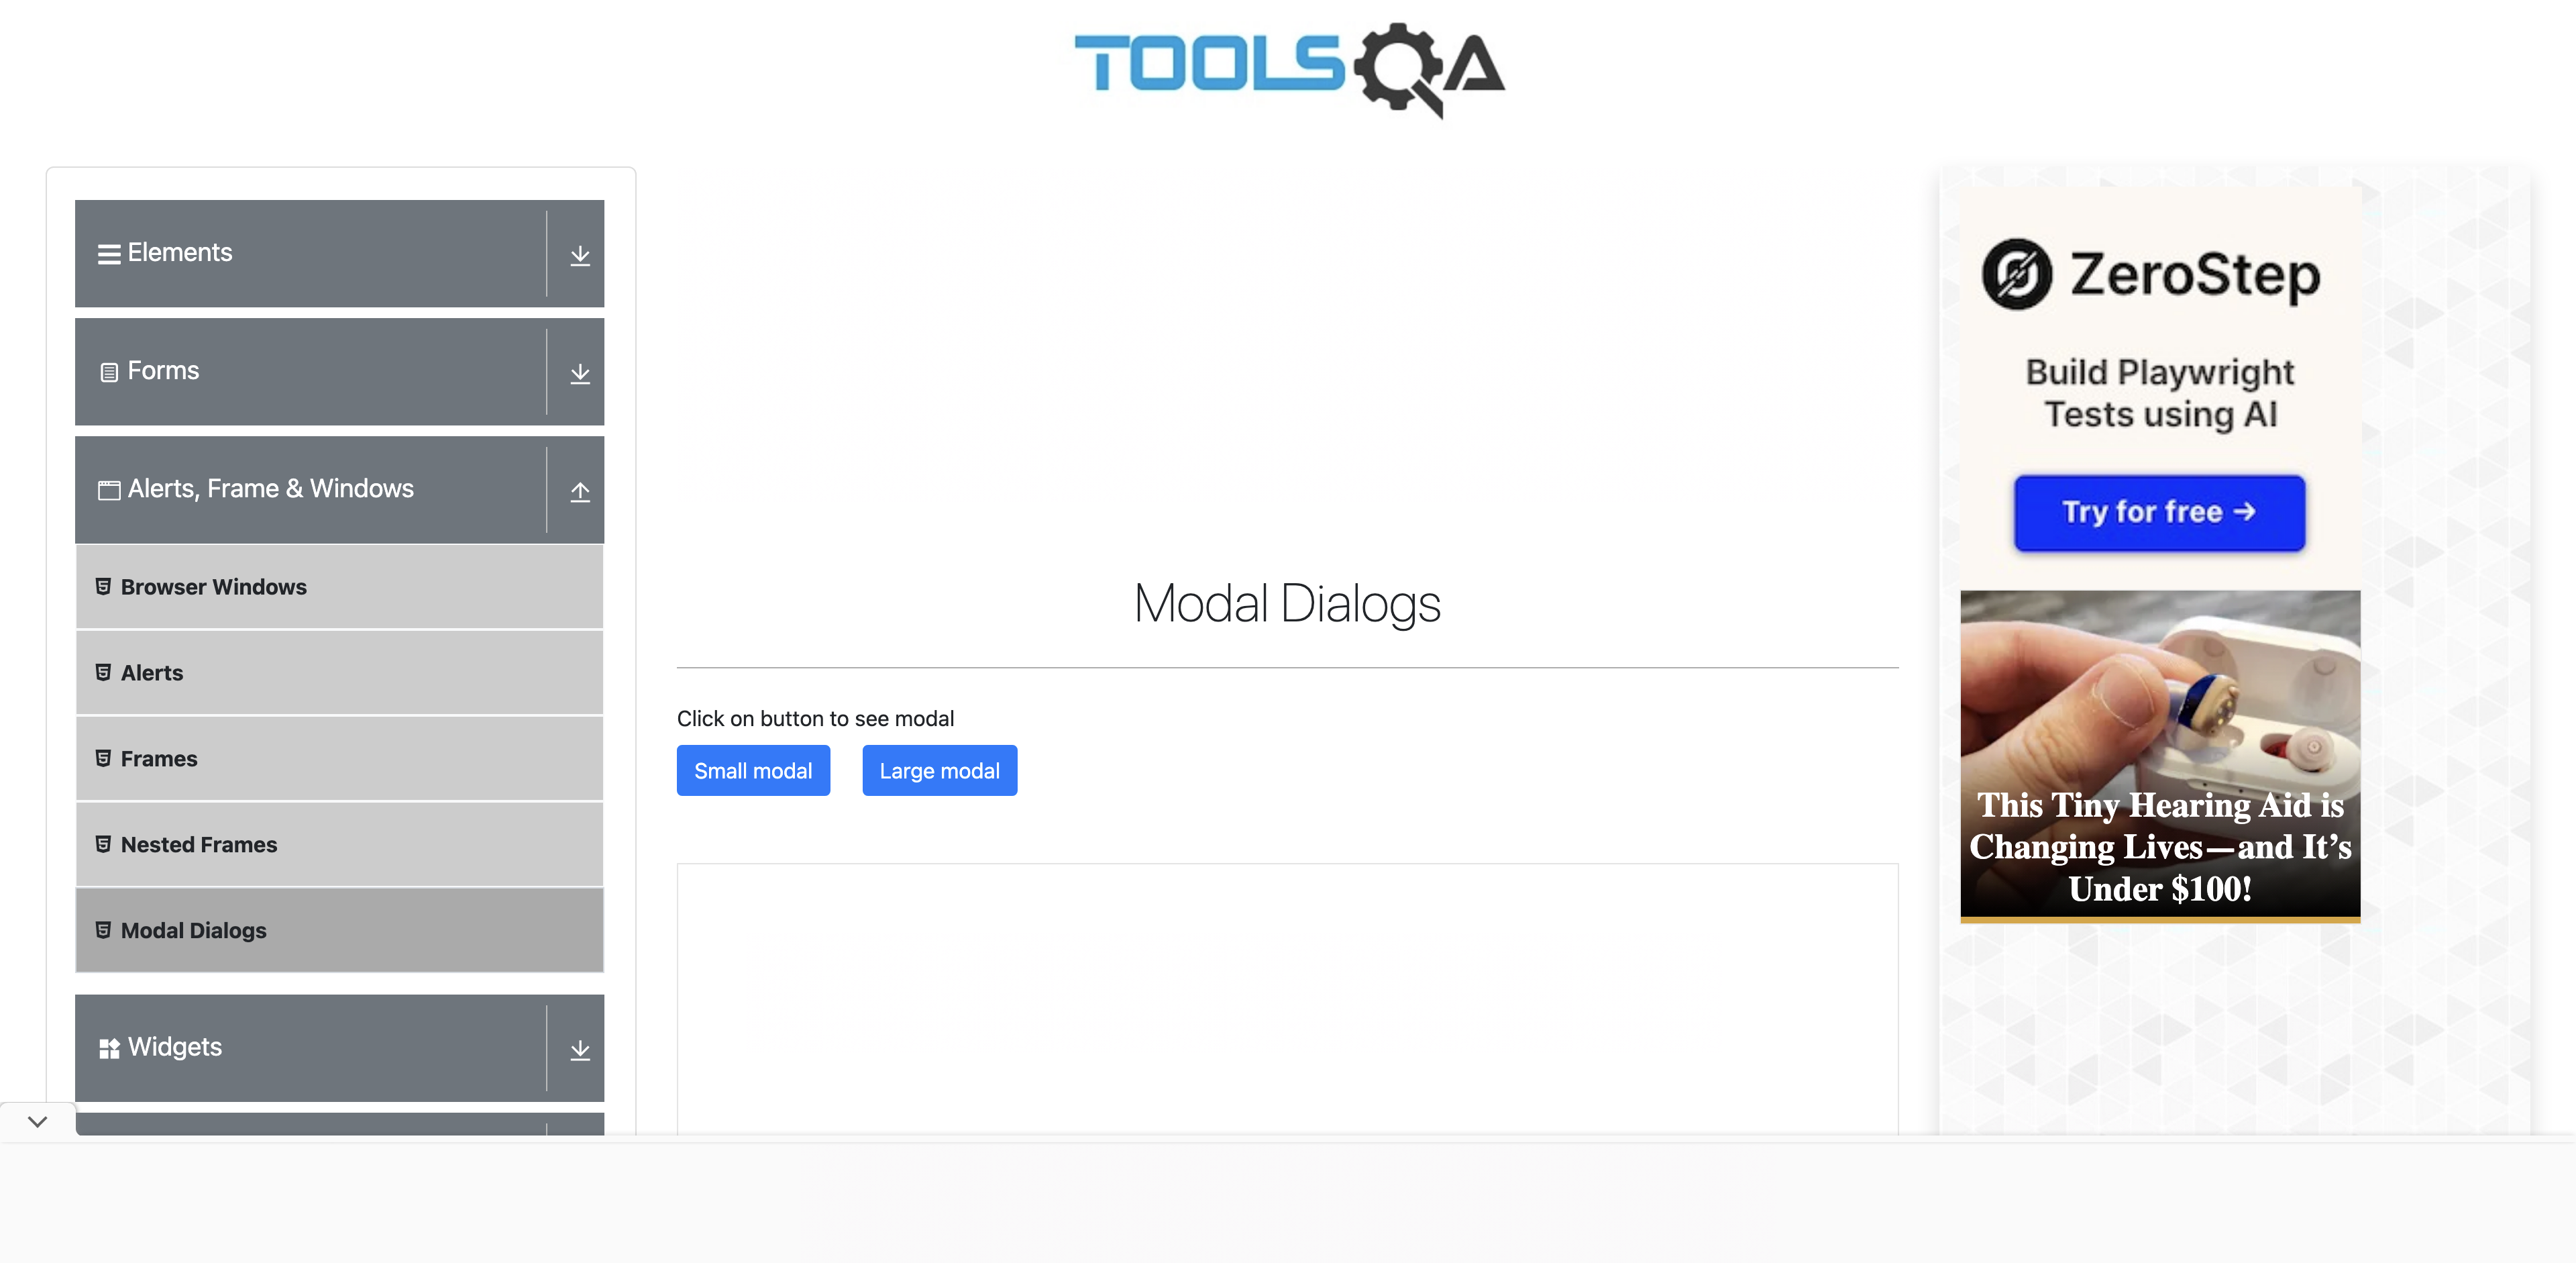 TOOLSQA
Elements
Forms
Alerts, Frame & Windows
Browser Windows
Alerts
Frames
Nested Frames
Modal Dialogs
Widgets
Modal Dialogs
Click on button to see modal
Small modal
Large modal
ZeroStep
Build Playwright
Tests using AI
Try for free →
This Tiny Hearing Aid is
Changing Lives—and It’s
Under $100!